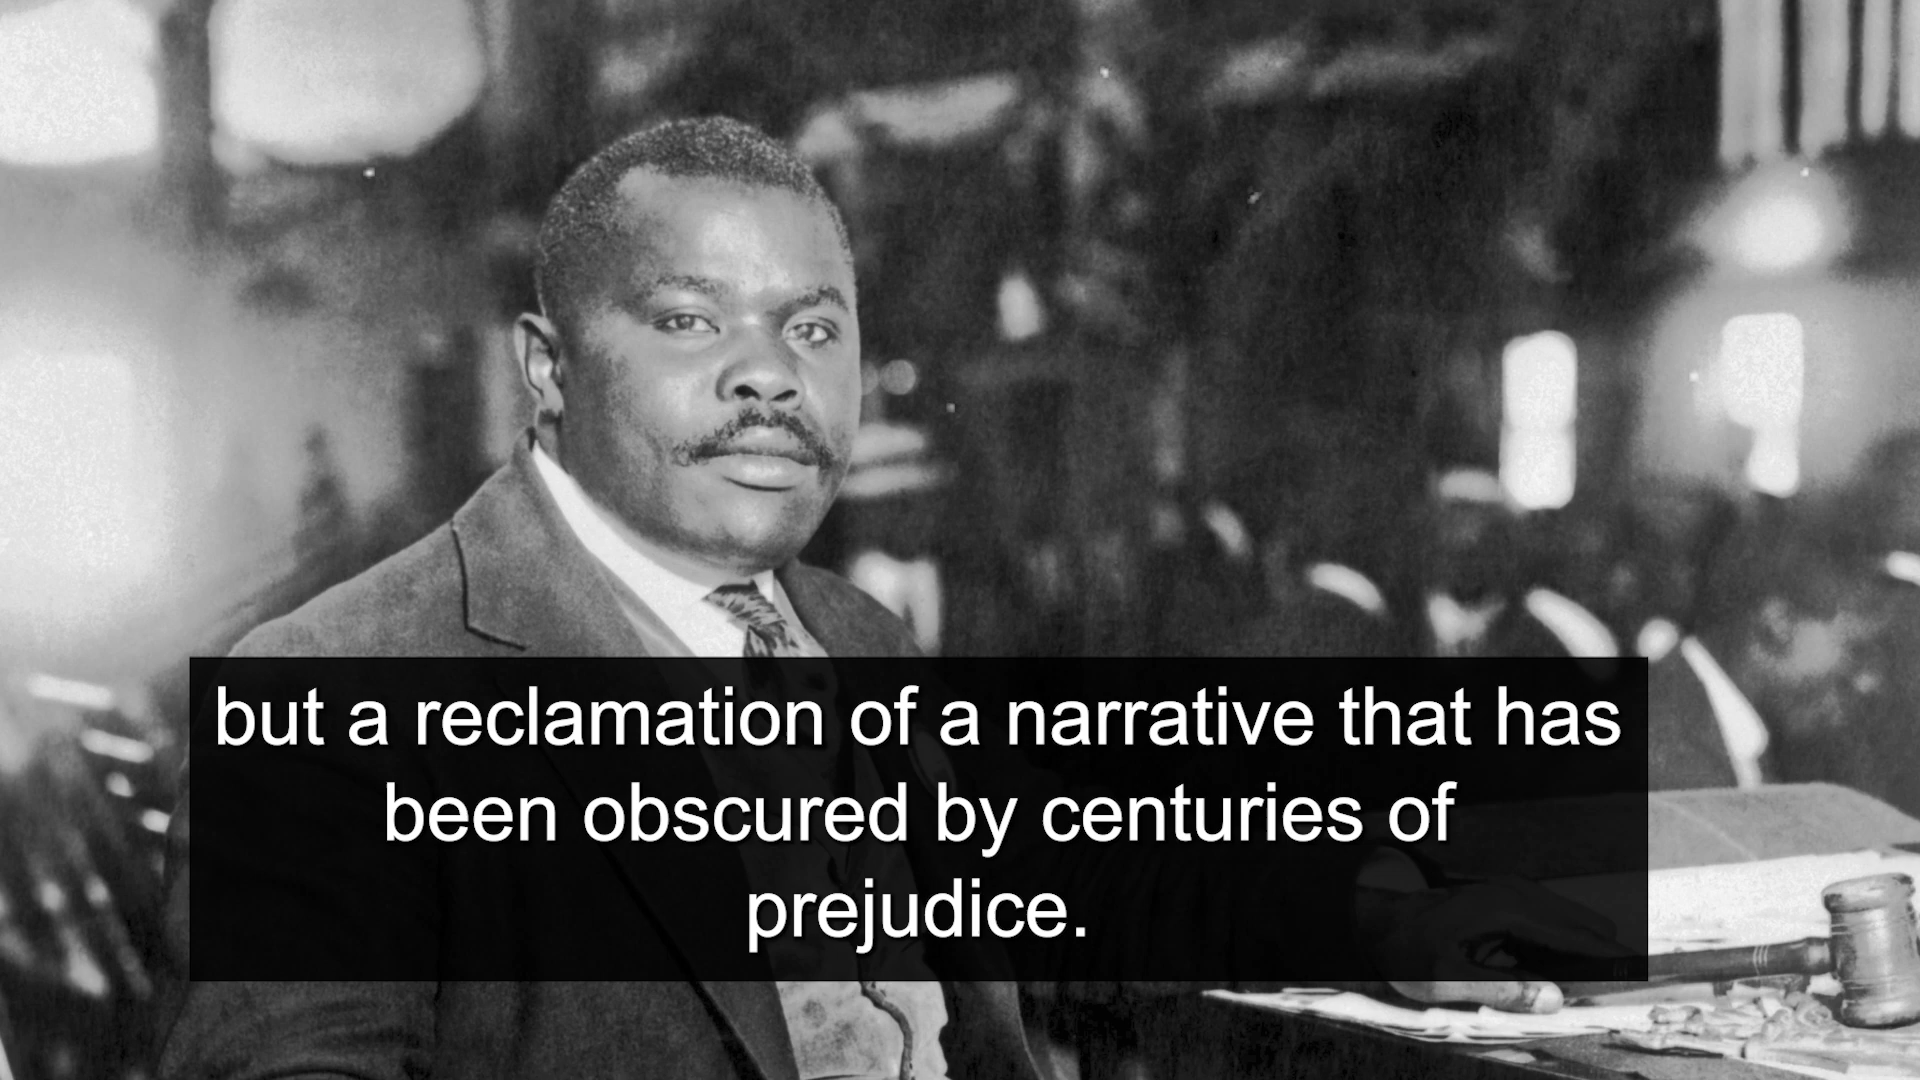 but a reclamation of a narrative that has
been obscured by centuries of
prejudice.